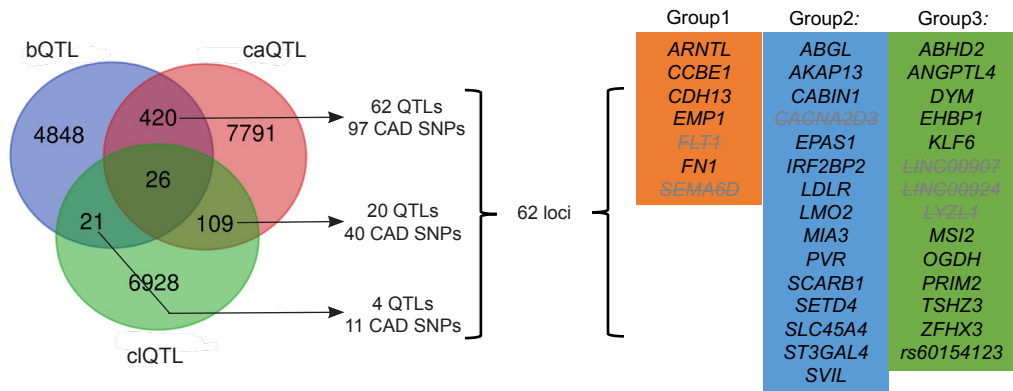 bQTL
caQTL
4848
420
7791
26
21
109
6928
clQTL
62 QTLs
97 CAD SNPs
20 QTLs
40 CAD SNPs
4 QTLs
11 CAD SNPs
62 loci
Group1
ARNTL
CCBE1
CDH13
EMP1
FLT1
FN1
SEMA6D
Group2:
ABGL
AKAP13
CABIN1
CACNA2D3
EPAS1
IRF2BP2
LDLR
LMO2
MIA3
PVR
SCARB1
SETD4
SLC45A4
ST3GAL4
SVIL
Group3:
ABHD2
ANGPTL4
DYM
EHBP1
KLF6
LINC00907
LINC00924
LYZL1
MSI2
OGDH
PRIM2
TSHZ3
ZFHX3
rs60154123